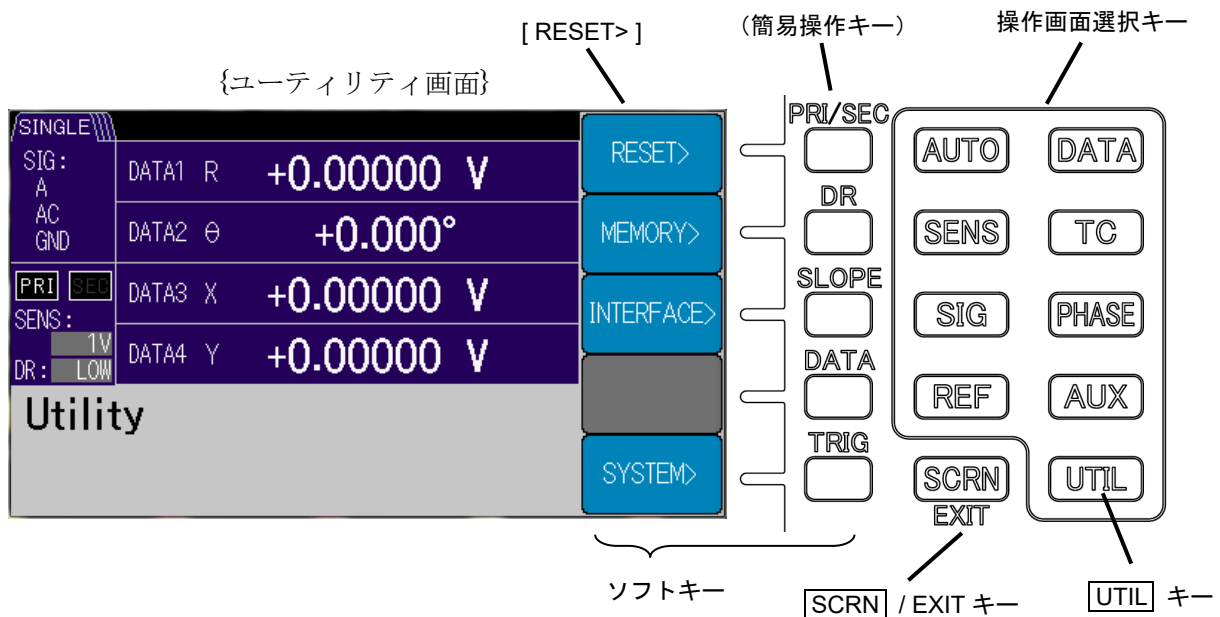 [ RESET> ]
（簡易操作キー）
操作画面選択キー
{ユーティリティ画面}
SINGLE
SIG:
A
AC
GND
PRI SEC
SENS:
1V
DR: LOW
DATA1 R +0.00000 V
DATA2 θ +0.000°
DATA3 X +0.00000 V
DATA4 Y +0.00000 V
Utility
RESET>
MEMORY>
INTERFACE>
SYSTEM>
PRI/SEC
DR
SLOPE
DATA
TRIG
AUTO DATA
SENS TC
SIG PHASE
REF AUX
SCRN UTIL
EXIT
ソフトキー
SCRN / EXIT キー
UTIL キー